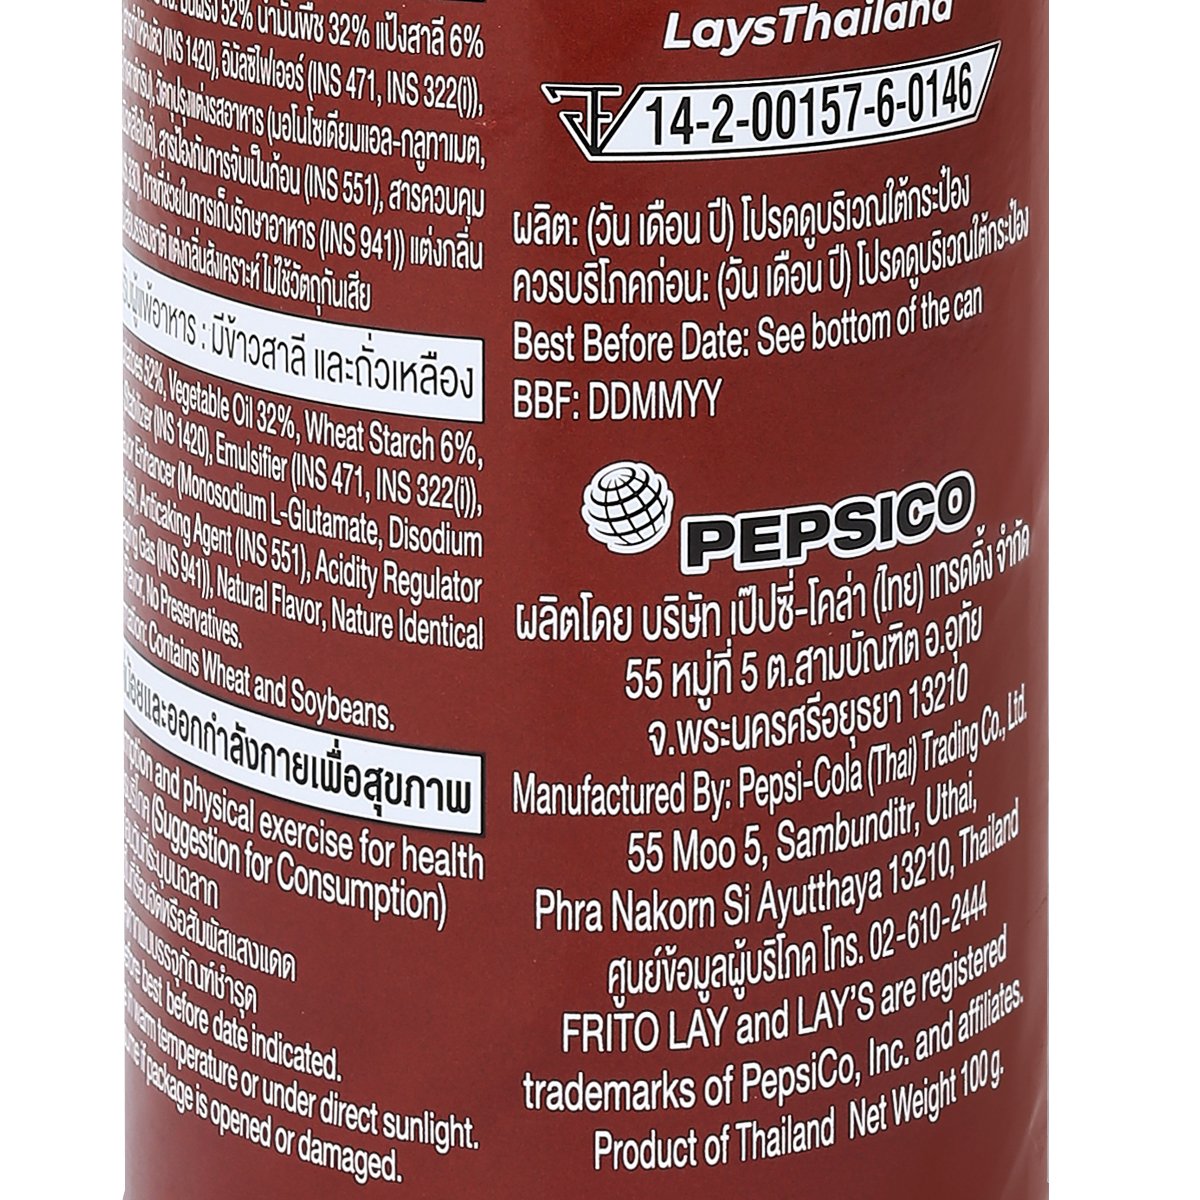 52% น้ำมันพืช 32% แป้งสาลี 6%
(INS 1420), อิมัลซิไฟเออร์ (INS 471, INS 322(i)),
วัตถุปรุงแต่งรสอาหาร (มอโนโซเดียมแอล-กลูทาเมต,
สารป้องกันการจับเป็นก้อน (INS 551), สารควบคุม
ก๊าซที่ช่วยในการเก็บรักษาอาหาร (INS 941)) แต่งกลิ่น
แต่งกลิ่นสังเคราะห์ ไม่ใช้วัตถุกันเสีย
ผู้แพ้อาหาร : มีข้าวสาลี และถั่วเหลือง
52%, Vegetable Oil 32%, Wheat Starch 6%,
(INS 1420), Emulsifier (INS 471, INS 322(i)),
Enhancer (Monosodium L-Glutamate, Disodium
Anticaking Agent (INS 551), Acidity Regulator
Gas (INS 941)), Natural Flavor, Nature Identical
Flavor, No Preservatives.
Contains Wheat and Soybeans.
น้อยและออกกำลังกายเพื่อสุขภาพ
and physical exercise for health
(Suggestion for Consumption)
before best before date indicated.
in warm temperature or under direct sunlight.
if package is opened or damaged.
LaysThailand
14-2-00157-6-0146
ผลิต: (วัน เดือน ปี) โปรดดูบริเวณใต้กระป๋อง
ควรบริโภคก่อน: (วัน เดือน ปี) โปรดดูบริเวณใต้กระป๋อง
Best Before Date: See bottom of the can
BBF: DDMMYY
PEPSICO
ผลิตโดย บริษัท เป๊ปซี่-โคล่า (ไทย) เทรดดิ้ง จำกัด
55 หมู่ที่ 5 ต.สามบัณฑิต อ.อุทัย
จ.พระนครศรีอยุธยา 13210
Manufactured By: Pepsi-Cola (Thai) Trading Co., Ltd.
55 Moo 5, Sambunditr, Uthai,
Phra Nakorn Si Ayutthaya 13210, Thailand
ศูนย์ข้อมูลผู้บริโภค โทร. 02-610-2444
FRITO LAY and LAY'S are registered
trademarks of PepsiCo, Inc. and affiliates.
Product of Thailand Net Weight 100 g.